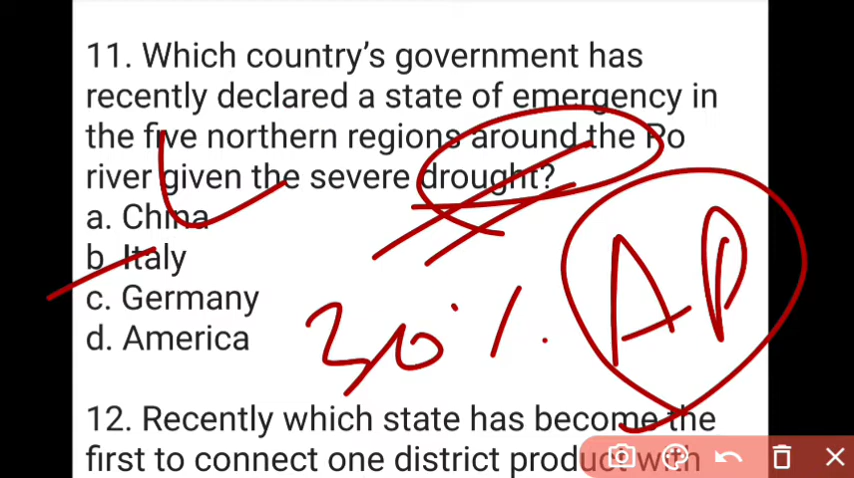 11. Which country’s government has
recently declared a state of emergency in
the five northern regions around the Po
river given the severe drought?
a. China
b. Italy
c. Germany
d. America
30%. AP
12. Recently which state has become the
first to connect one district product with